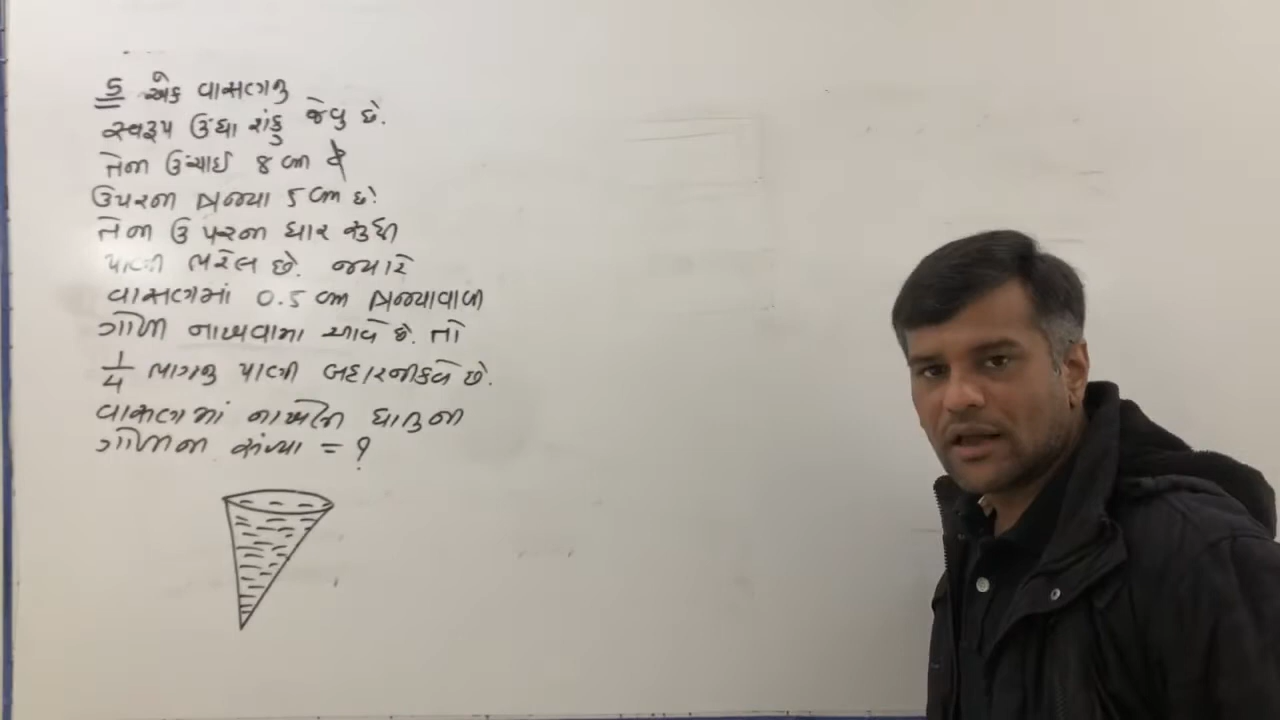 5 એક વાસણનુ
સ્વરૂપ ઉંધા શંકુ જેવુ છે.
તેના ઉંચાઈ 8 cm
ઉપરના ત્રિજ્યા 5 cm છે.
તેના ઉપરના ધાર સુધી
પાણી ભરેલ છે. જ્યારે
વાસણમાં 0.5 cm ત્રિજ્યાવાળી
ગોળી નાખવામા આવે છે. તો
1/4 ભાગનુ પાણી બહાર નીકળે છે.
વાસણમાં નાખેલી ધાતુની
ગોળીના સંખ્યા = ?